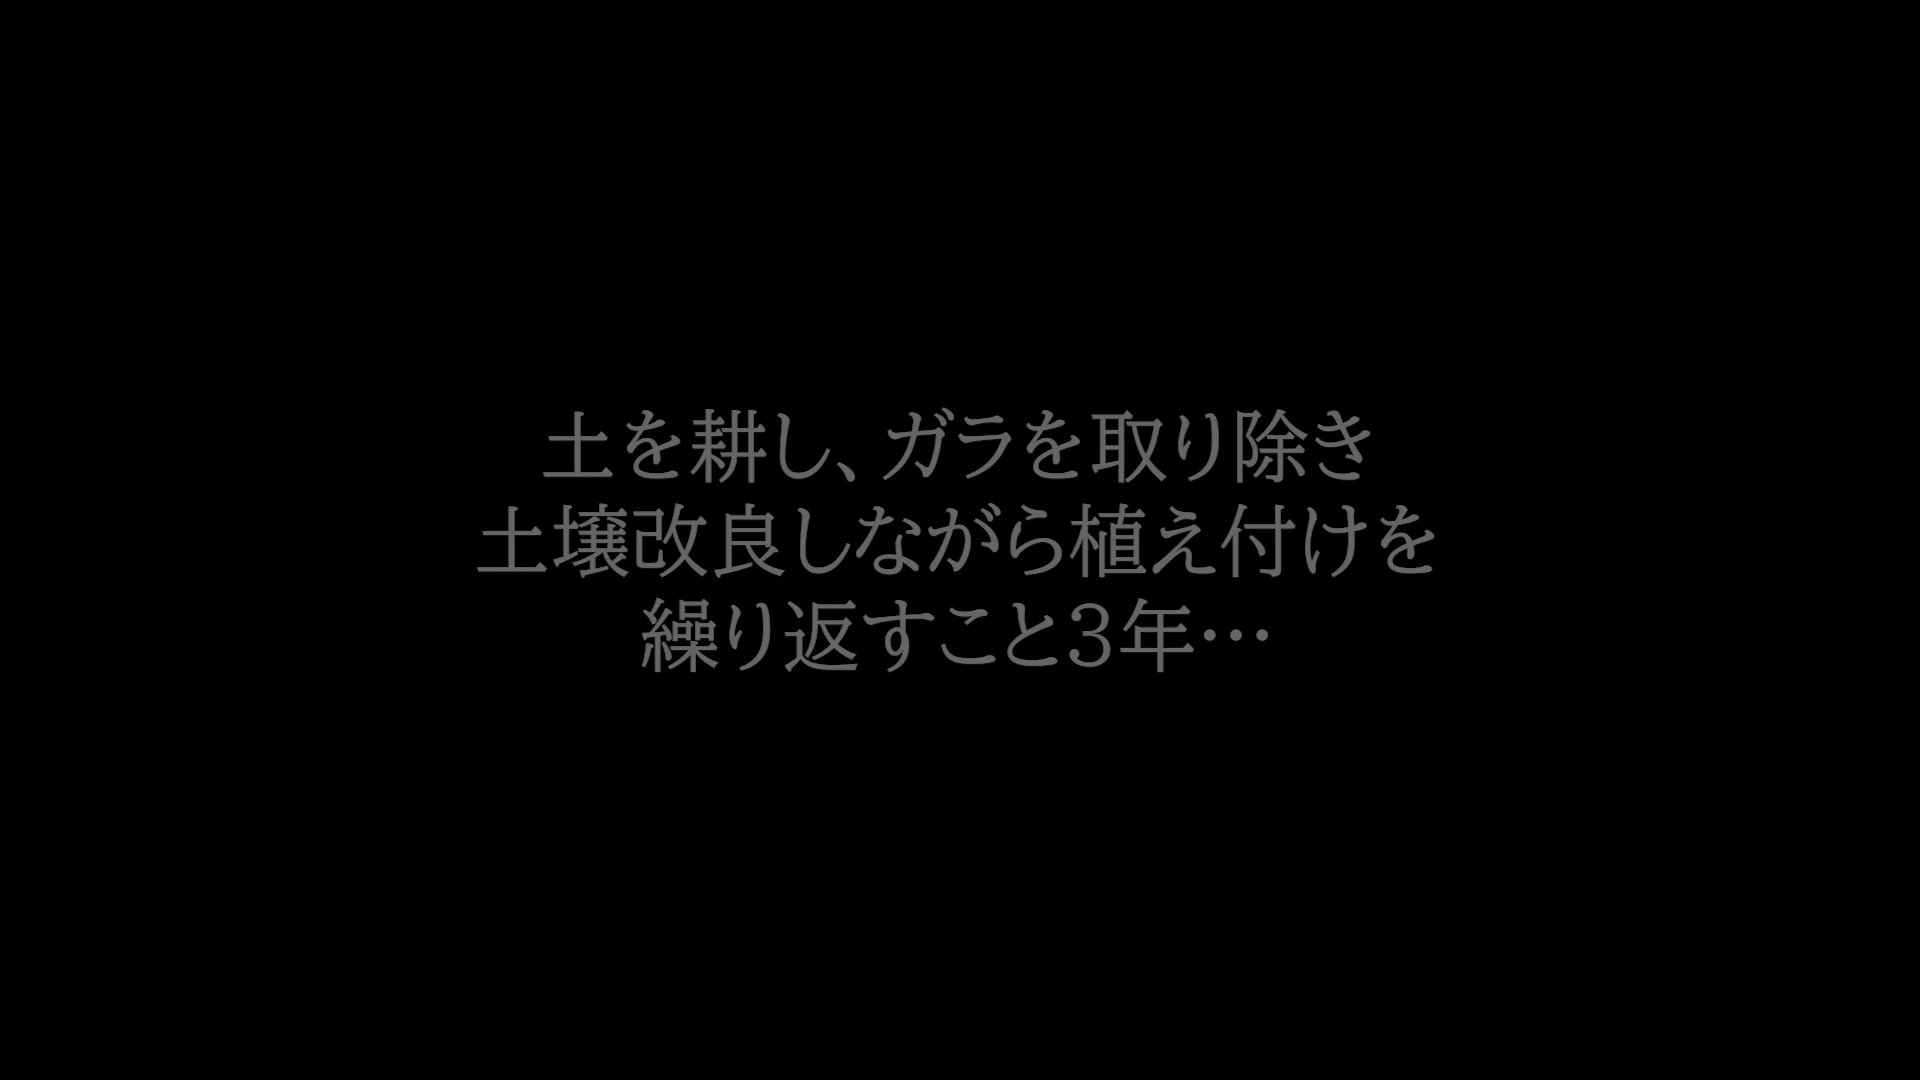 土を耕し、ガラを取り除き
土壌改良しながら植え付けを
繰り返すこと3年…